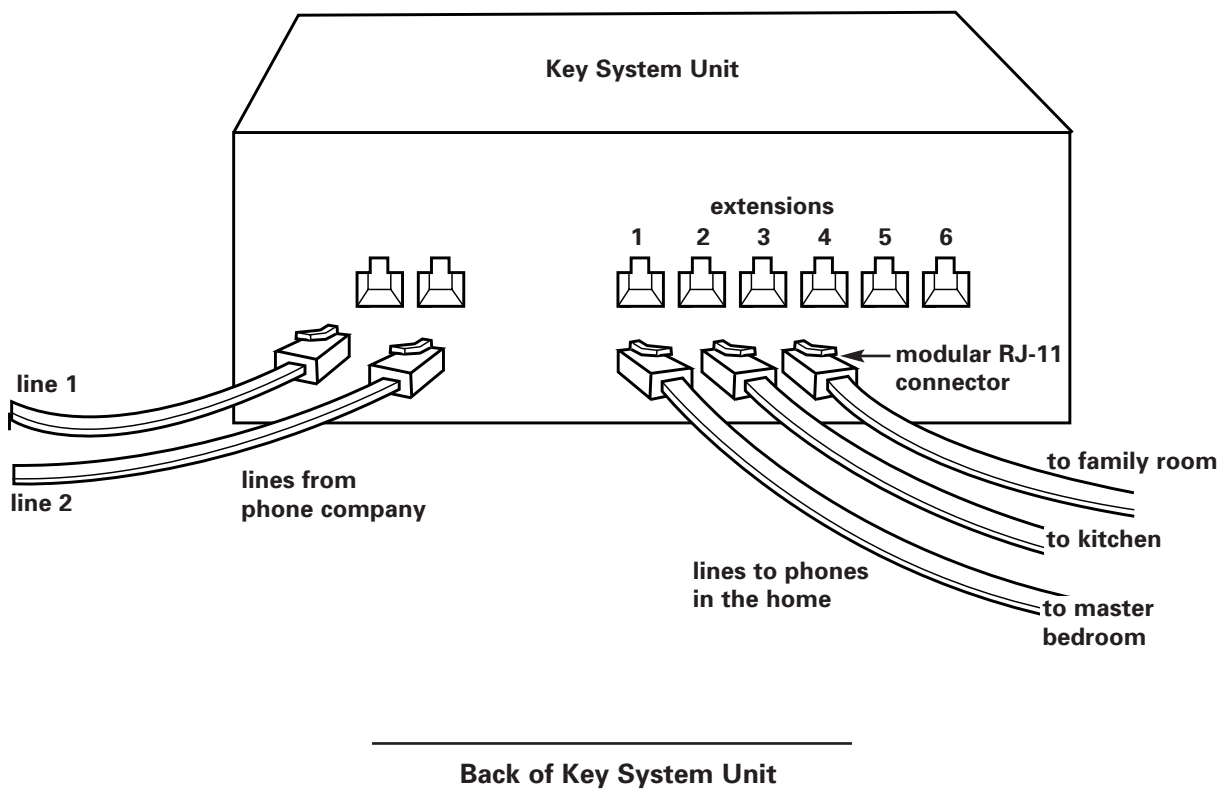 Key System Unit
extensions
1 2 3 4 5 6
modular RJ-11
connector
line 1
line 2
lines from
phone company
to family room
to kitchen
lines to phones
in the home
to master
bedroom
Back of Key System Unit